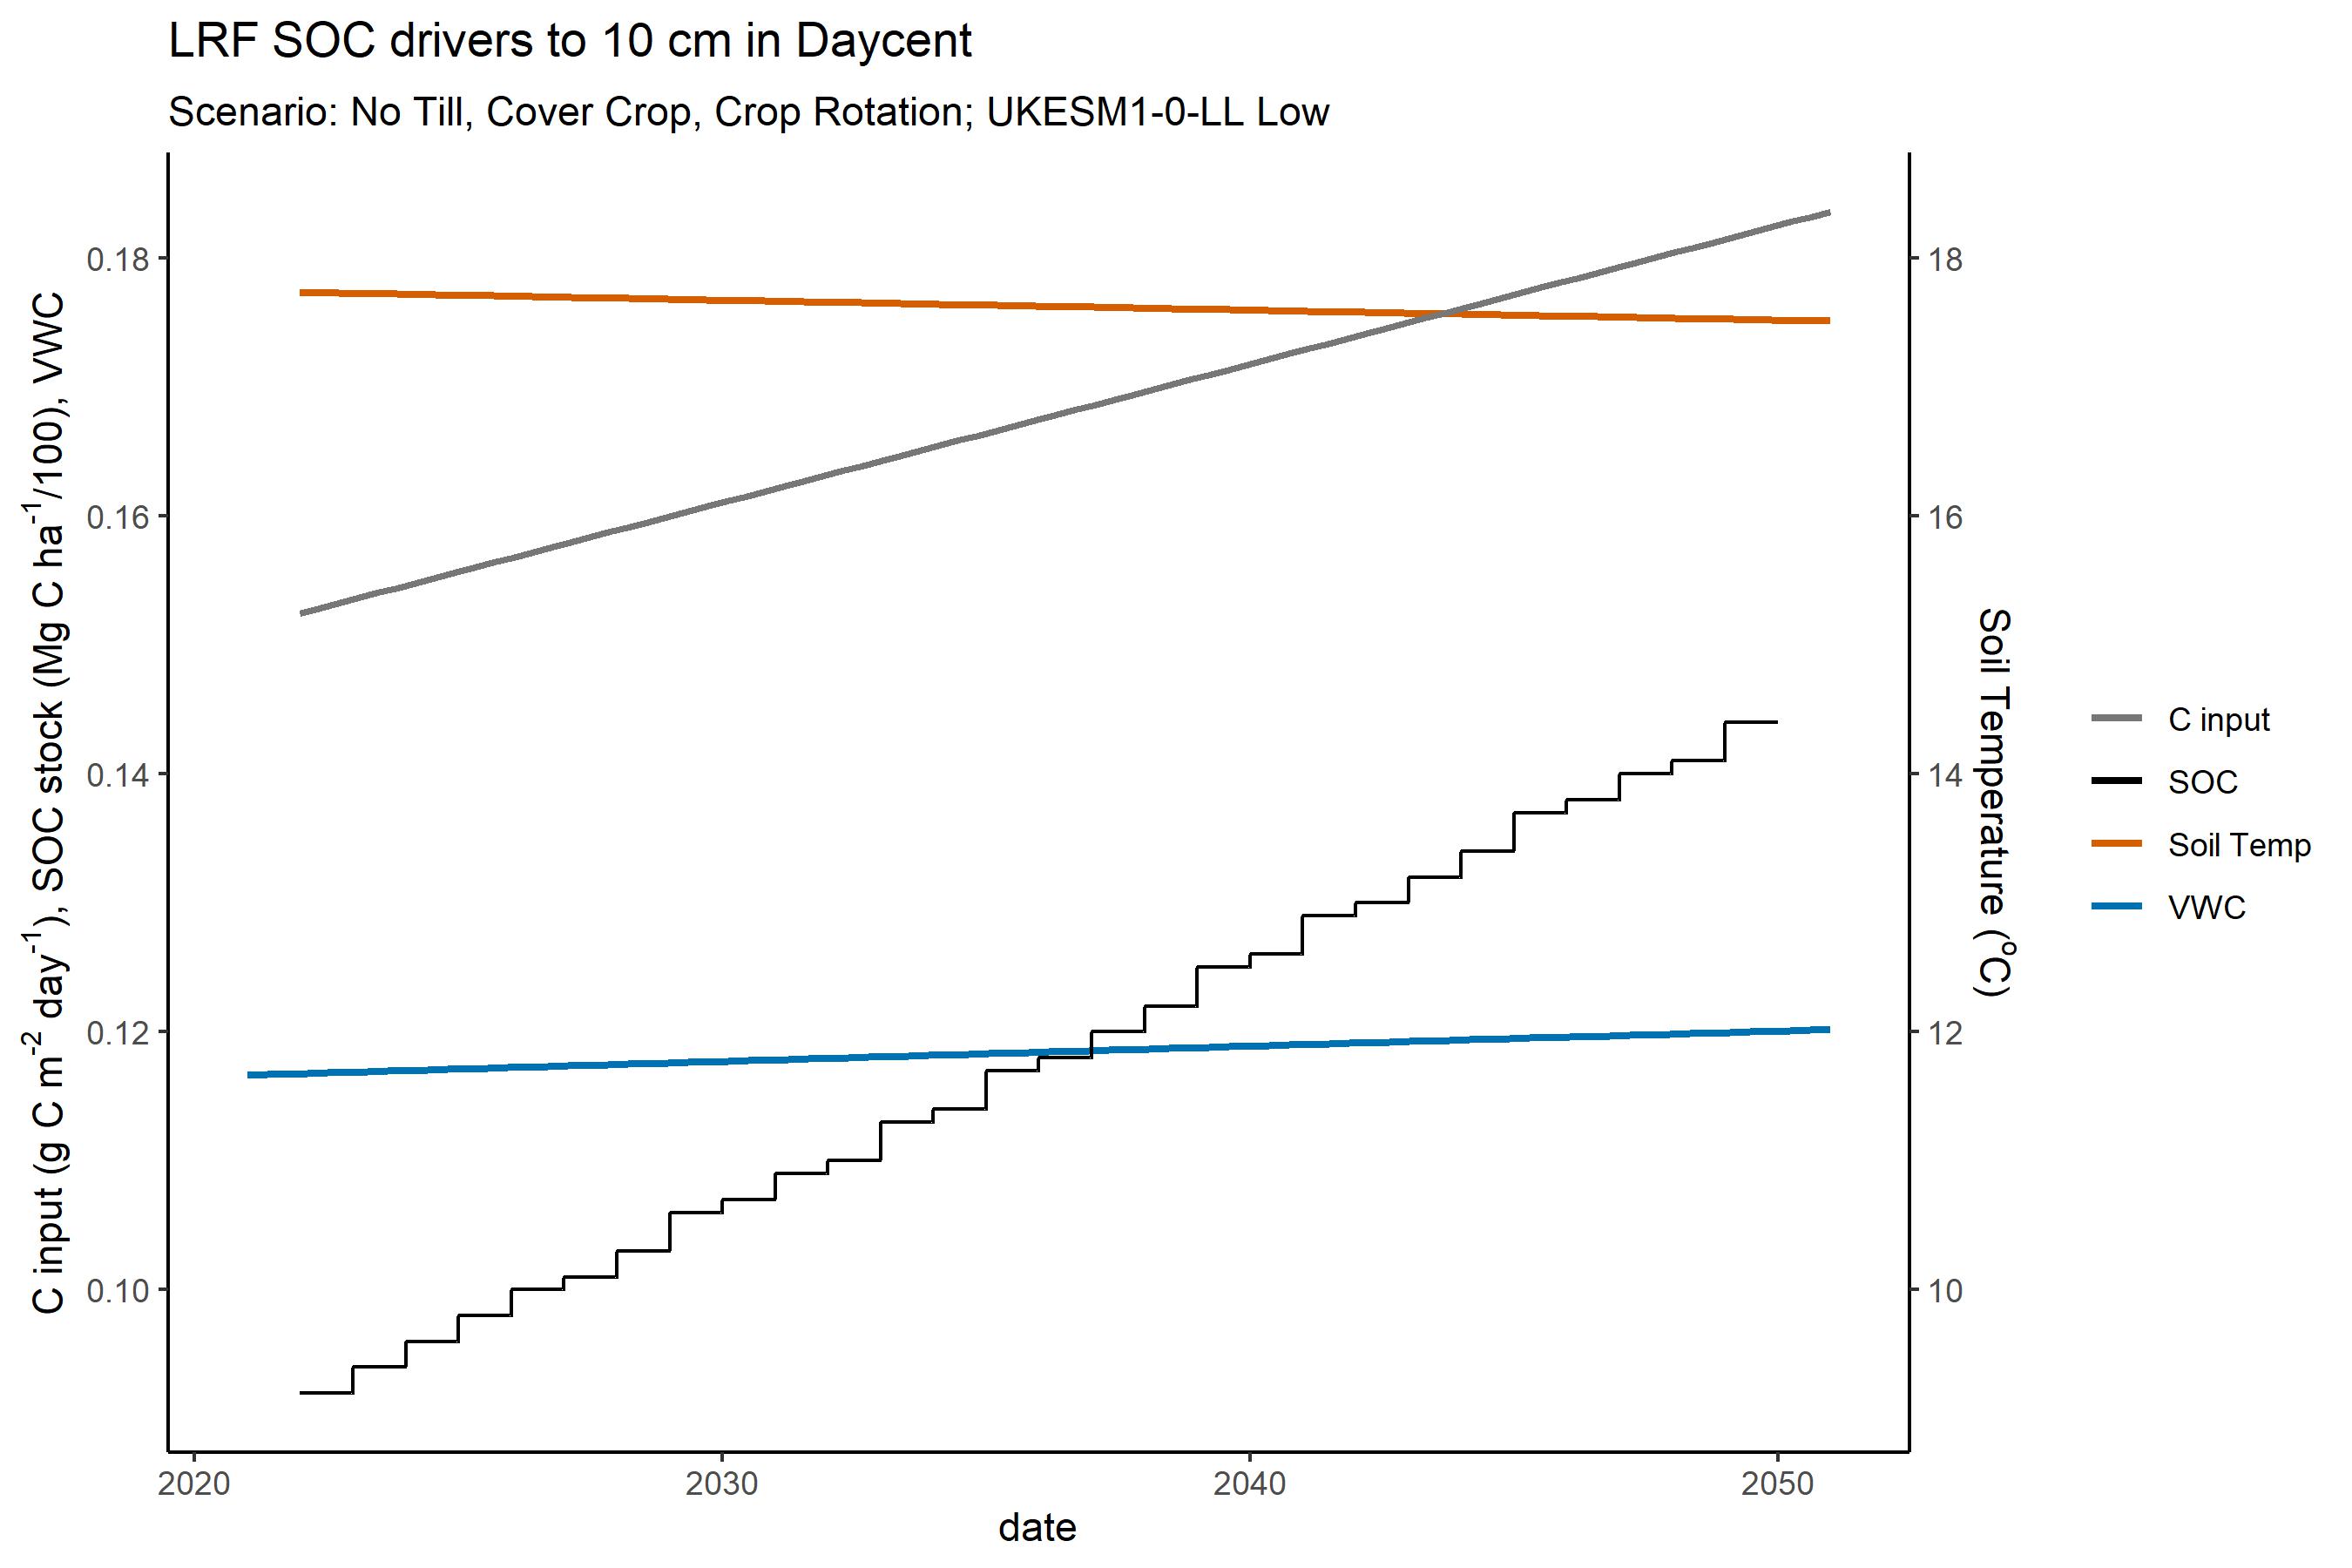 LRF SOC drivers to 10 cm in Daycent
Scenario: No Till, Cover Crop, Crop Rotation; UKESM1-0-LL Low
C input (g C m⁻² day⁻¹), SOC stock (Mg C ha⁻¹/100), VWC
0.18
0.16
0.14
0.12
0.10
18
16
14
12
10
Soil Temperature (ºC)
2020
2030
2040
2050
date
C input
SOC
Soil Temp
VWC